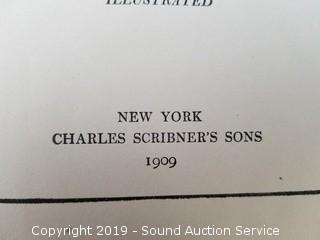 ILLUSTRATED
NEW YORK
CHARLES SCRIBNER'S SONS
1909
Copyright 2019 - Sound Auction Service